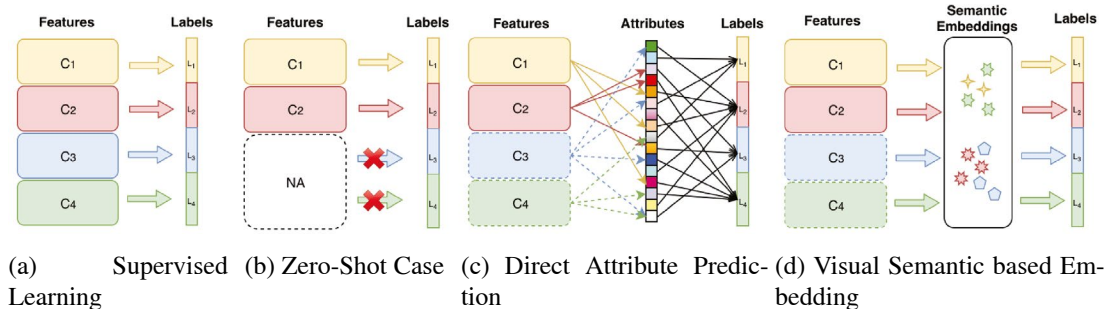 Features Labels
C1
C2
C3
C4
L1
L2
L3
L4
(a) Supervised
Learning
Features Labels
C1
C2
NA
L1
L2
L3
L4
(b) Zero-Shot Case
Features Attributes Labels
C1
C2
C3
C4
L1
L2
L3
L4
(c) Direct Attribute Predic-
tion
Features Semantic Embeddings Labels
C1
C2
C3
C4
L1
L2
L3
L4
(d) Visual Semantic based Em-
bedding